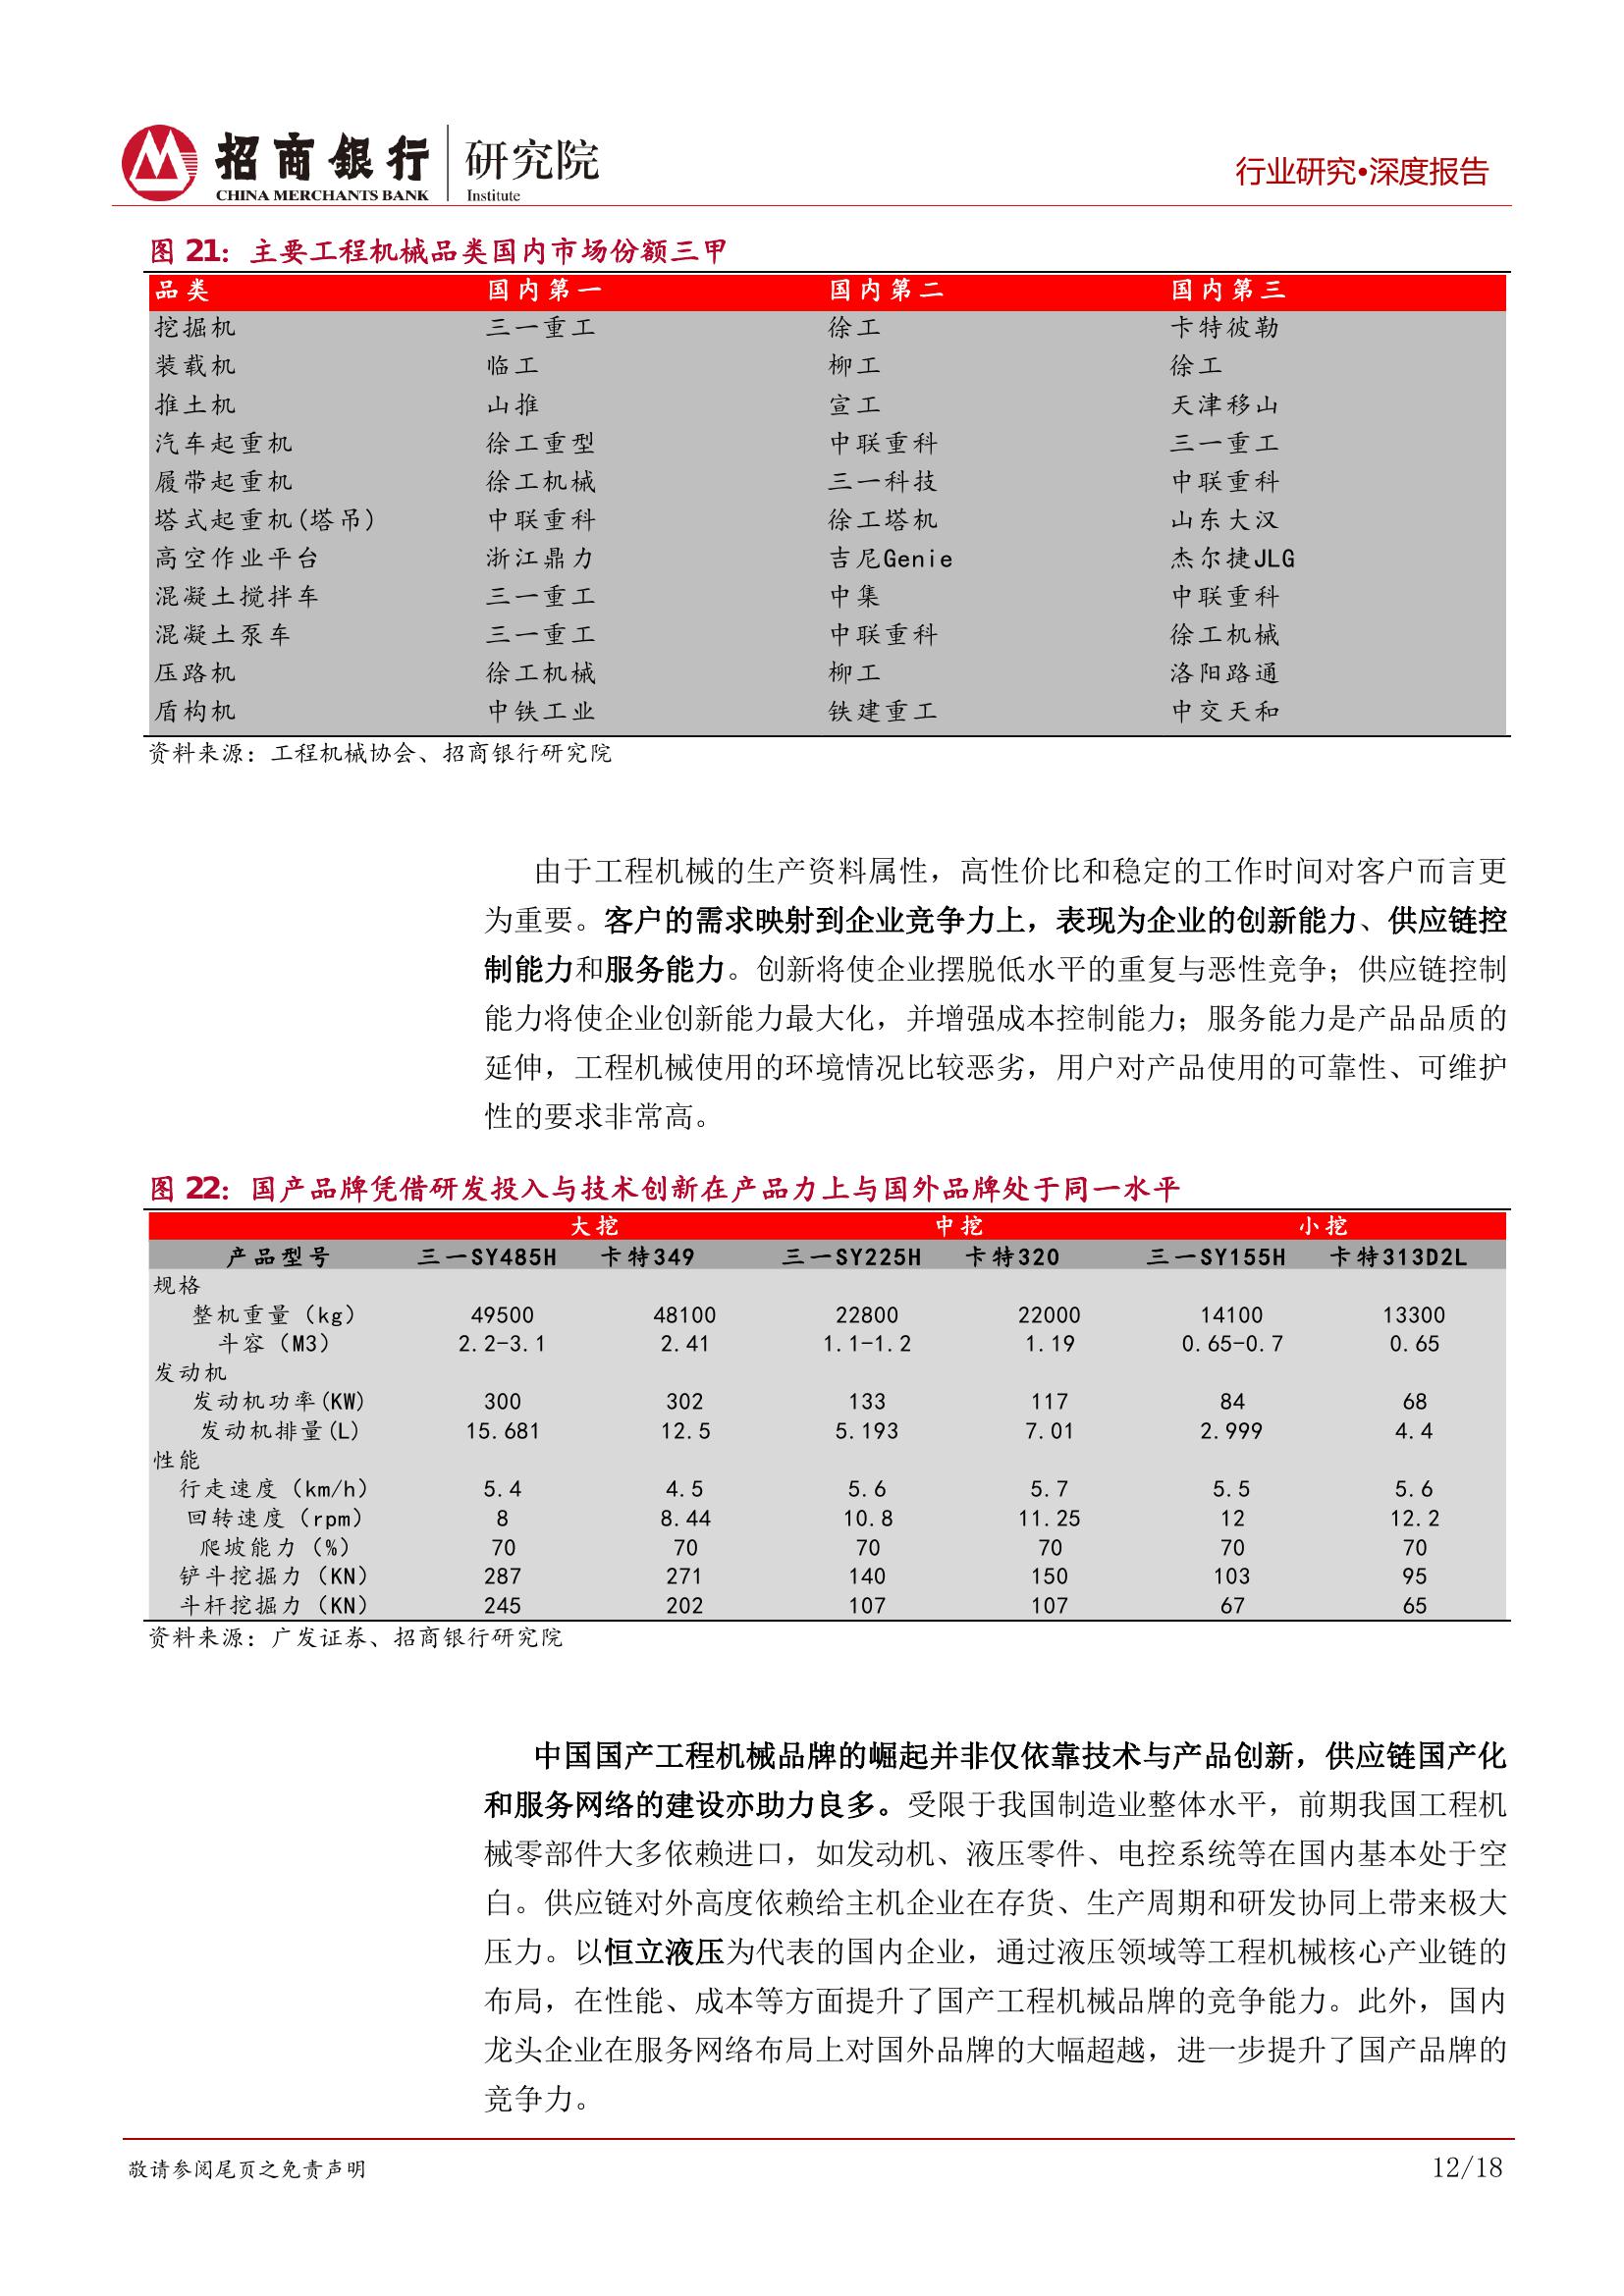 招商银行 研究院
CHINA MERCHANTS BANK Institute
行业研究•深度报告
图 21：主要工程机械品类国内市场份额三甲
品类 国内第一 国内第二 国内第三
挖掘机 三一重工 徐工 卡特彼勒
装载机 临工 柳工 徐工
推土机 山推 宣工 天津移山
汽车起重机 徐工重型 中联重科 三一重工
履带起重机 徐工机械 三一科技 中联重科
塔式起重机(塔吊) 中联重科 徐工塔机 山东大汉
高空作业平台 浙江鼎力 吉尼Genie 杰尔捷JLG
混凝土搅拌车 三一重工 中集 中联重科
混凝土泵车 三一重工 中联重科 徐工机械
压路机 徐工机械 柳工 洛阳路通
盾构机 中铁工业 铁建重工 中交天和
资料来源：工程机械协会、招商银行研究院
由于工程机械的生产资料属性，高性价比和稳定的工作时间对客户而言更
为重要。客户的需求映射到企业竞争力上，表现为企业的创新能力、供应链控
制能力和服务能力。创新将使企业摆脱低水平的重复与恶性竞争；供应链控制
能力将使企业创新能力最大化，并增强成本控制能力；服务能力是产品品质的
延伸，工程机械使用的环境情况比较恶劣，用户对产品使用的可靠性、可维护
性的要求非常高。
图 22：国产品牌凭借研发投入与技术创新在产品力上与国外品牌处于同一水平
大挖 中挖 小挖
产品型号 三一SY485H 卡特349 三一SY225H 卡特320 三一SY155H 卡特313D2L
规格
整机重量（kg） 49500 48100 22800 22000 14100 13300
斗容（M3） 2.2-3.1 2.41 1.1-1.2 1.19 0.65-0.7 0.65
发动机
发动机功率(KW) 300 302 133 117 84 68
发动机排量(L) 15.681 12.5 5.193 7.01 2.999 4.4
性能
行走速度（km/h） 5.4 4.5 5.6 5.7 5.5 5.6
回转速度（rpm） 8 8.44 10.8 11.25 12 12.2
爬坡能力（%） 70 70 70 70 70 70
铲斗挖掘力（KN） 287 271 140 150 103 95
斗杆挖掘力（KN） 245 202 107 107 67 65
资料来源：广发证券、招商银行研究院
中国国产工程机械品牌的崛起并非仅依靠技术与产品创新，供应链国产化
和服务网络的建设亦助力良多。受限于我国制造业整体水平，前期我国工程机
械零部件大多依赖进口，如发动机、液压零件、电控系统等在国内基本处于空
白。供应链对外高度依赖给主机企业在存货、生产周期和研发协同上带来极大
压力。以恒立液压为代表的国内企业，通过液压领域等工程机械核心产业链的
布局，在性能、成本等方面提升了国产工程机械品牌的竞争能力。此外，国内
龙头企业在服务网络布局上对国外品牌的大幅超越，进一步提升了国产品牌的
竞争力。
敬请参阅尾页之免责声明
12/18